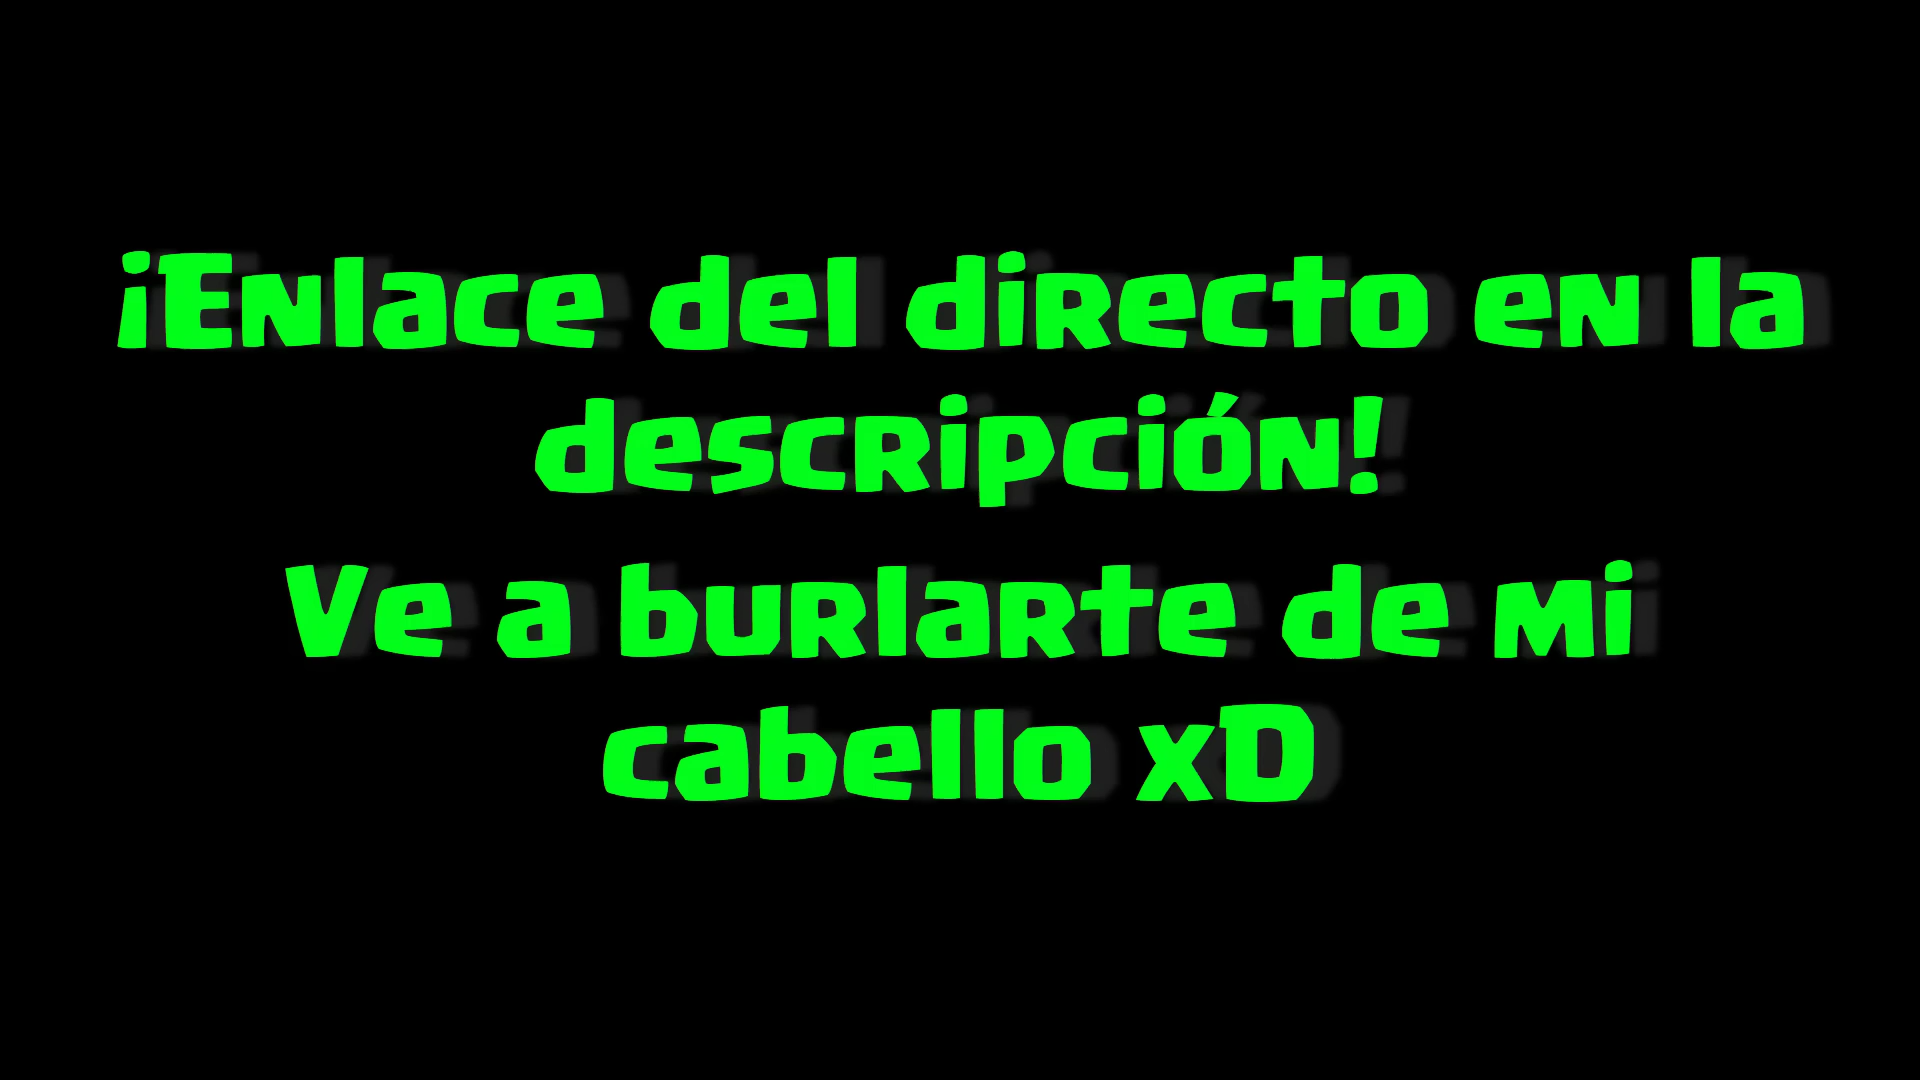 ¡Enlace del directo en la
descripción!
Ve a burlarte de mi
cabello xD